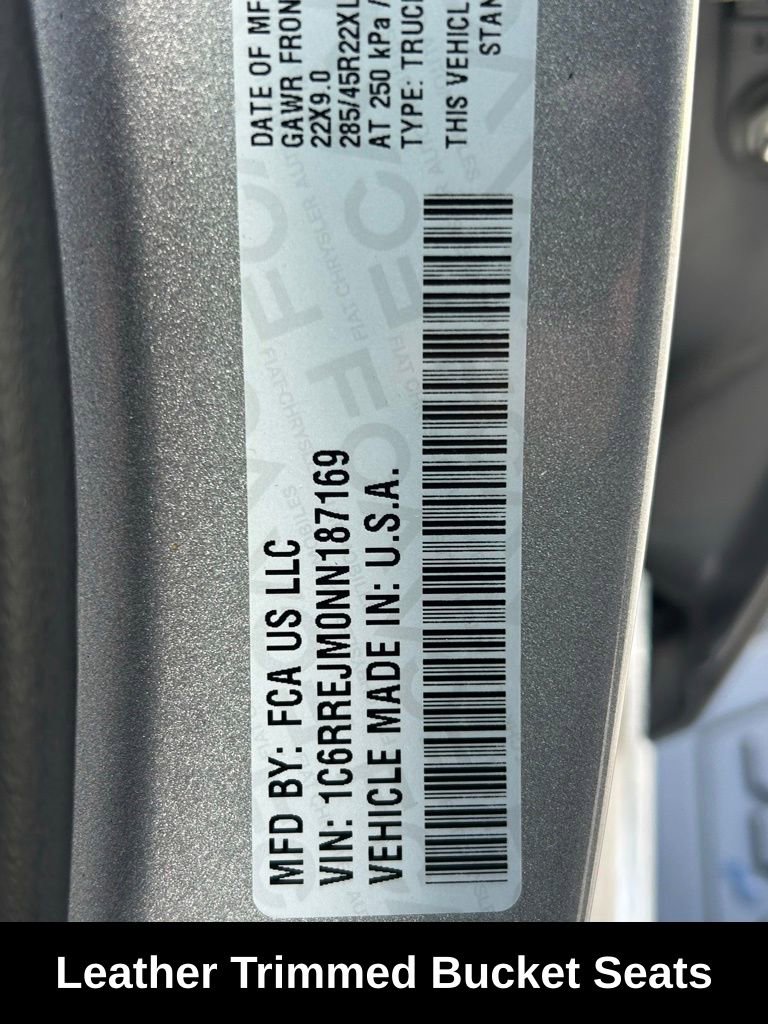 MFD BY: FCA US LLC
VIN: 1C6RREJM0NN187169
VEHICLE MADE IN: U.S.A.
DATE OF MF
GAWR FRON
22X9.0
285/45R22XL
AT 250 kPa /
TYPE: TRUC
THIS VEHICL
STAN
Leather Trimmed Bucket Seats